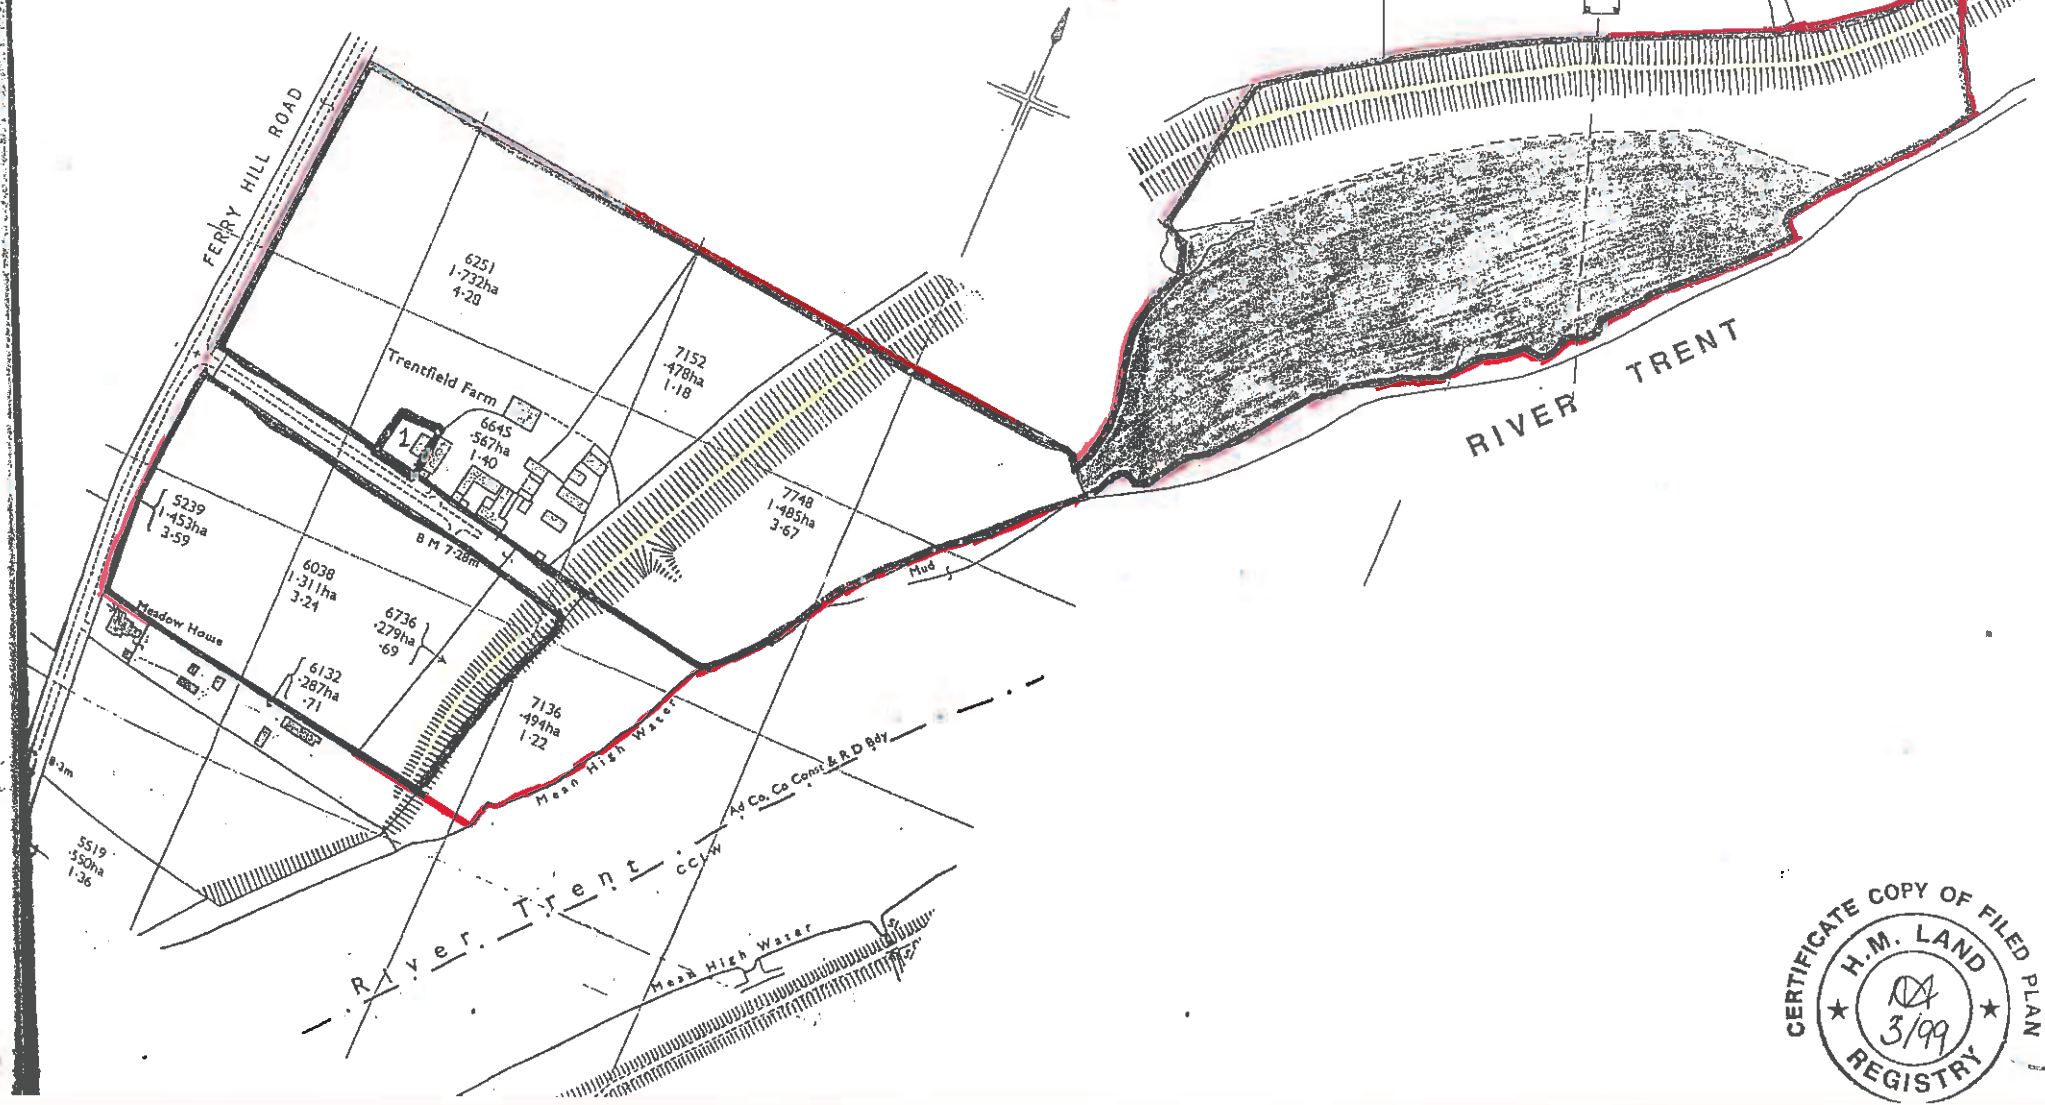 FERRY HILL ROAD
6251
1·732ha
4·28
Trentfield Farm
7152
·478ha
1·18
6645
·567ha
1·40
1
7748
1·485ha
3·67
5239
1·453ha
3·59
B M 7·28m
6038
1·311ha
3·24
6736
·279ha
·69
Meadow House
6132
·287ha
·71
7136
·494ha
1·22
Mud
Mean High Water
8·3m
5519
·550ha
1·36
Ad Co, Co Const & R D Bdy
CCLW
River Trent
Mean High Water
RIVER TRENT
CERTIFICATE COPY OF FILED PLAN
H.M. LAND
3/99
REGISTRY